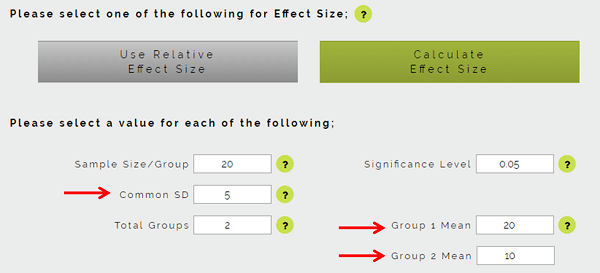 Please select one of the following for Effect Size; ?
Use Relative
Effect Size
Calculate
Effect Size
Please select a value for each of the following;
Sample Size/Group 20 ? Significance Level 0.05 ?
Common SD 5 ?
Total Groups 2 ? Group 1 Mean 20 ?
Group 2 Mean 10